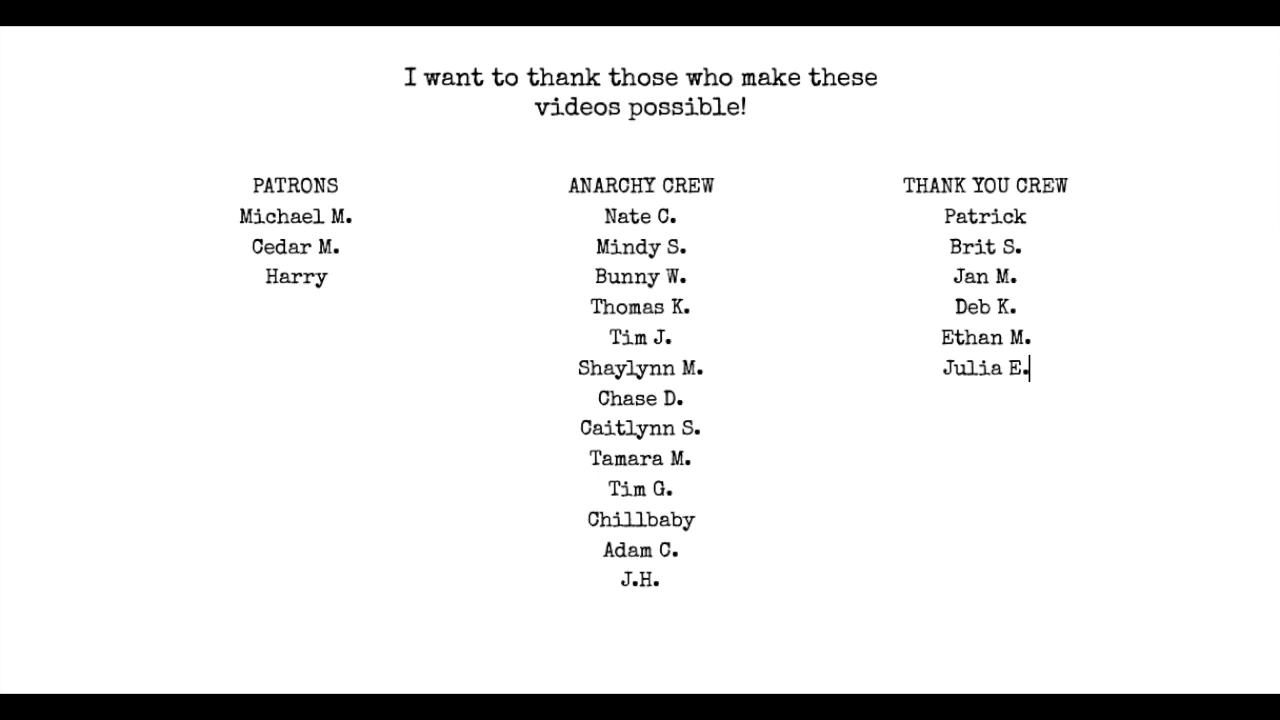 I want to thank those who make these
videos possible!
PATRONS
Michael M.
Cedar M.
Harry
ANARCHY CREW
Nate C.
Mindy S.
Bunny W.
Thomas K.
Tim J.
Shaylynn M.
Chase D.
Caitlynn S.
Tamara M.
Tim G.
Chillbaby
Adam C.
J.H.
THANK YOU CREW
Patrick
Brit S.
Jan M.
Deb K.
Ethan M.
Julia E.